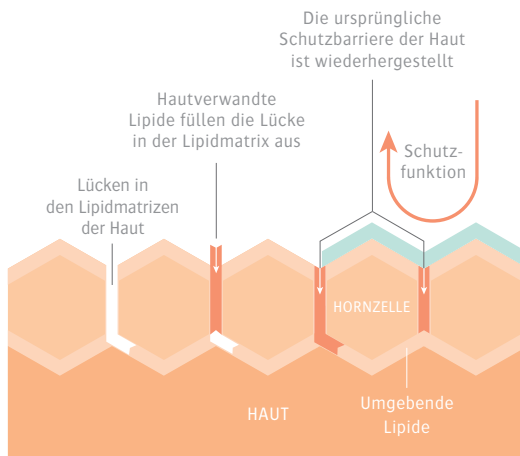 Die ursprüngliche
Schutzbarriere der Haut
ist wiederhergestellt
Hautverwandte
Lipide füllen die Lücke
in der Lipidmatrix aus
Schutz-
funktion
Lücken in
den Lipidmatrizen
der Haut
HORNZELLE
HAUT
Umgebende
Lipide